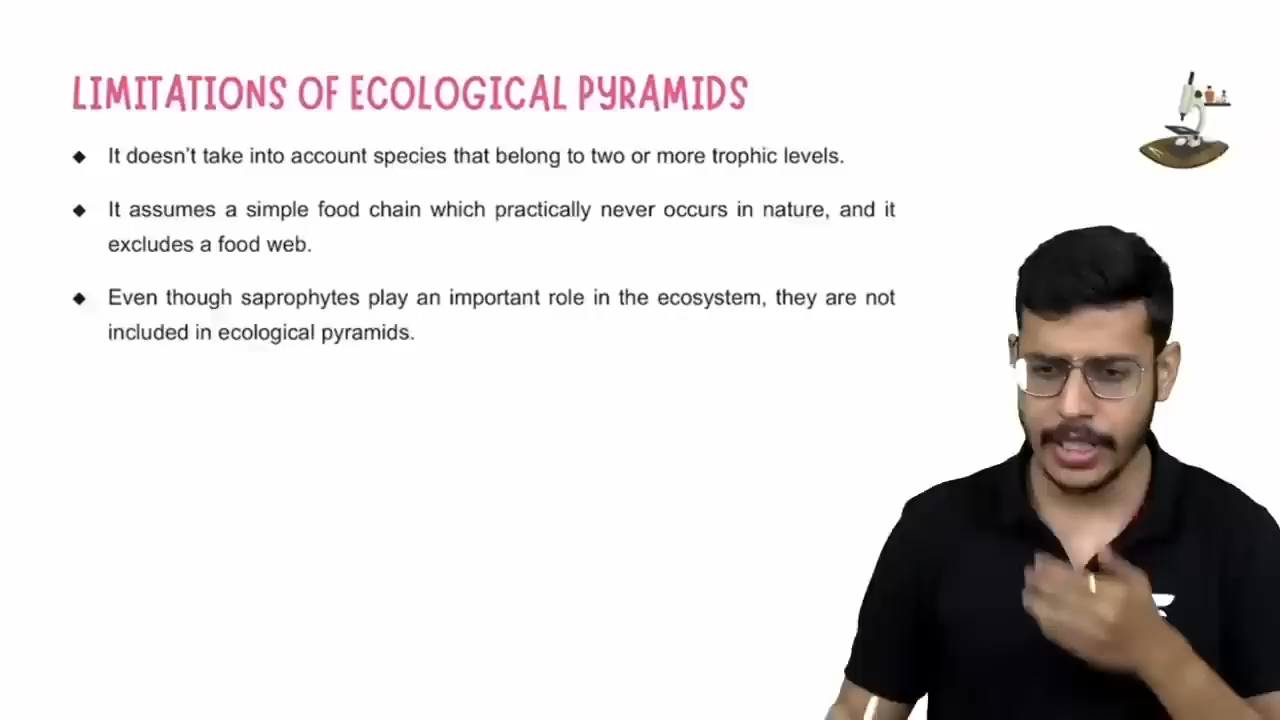 LIMITATIONS OF ECOLOGICAL PYRAMIDS
◆ It doesn't take into account species that belong to two or more trophic levels.
◆ It assumes a simple food chain which practically never occurs in nature, and it
excludes a food web.
◆ Even though saprophytes play an important role in the ecosystem, they are not
included in ecological pyramids.